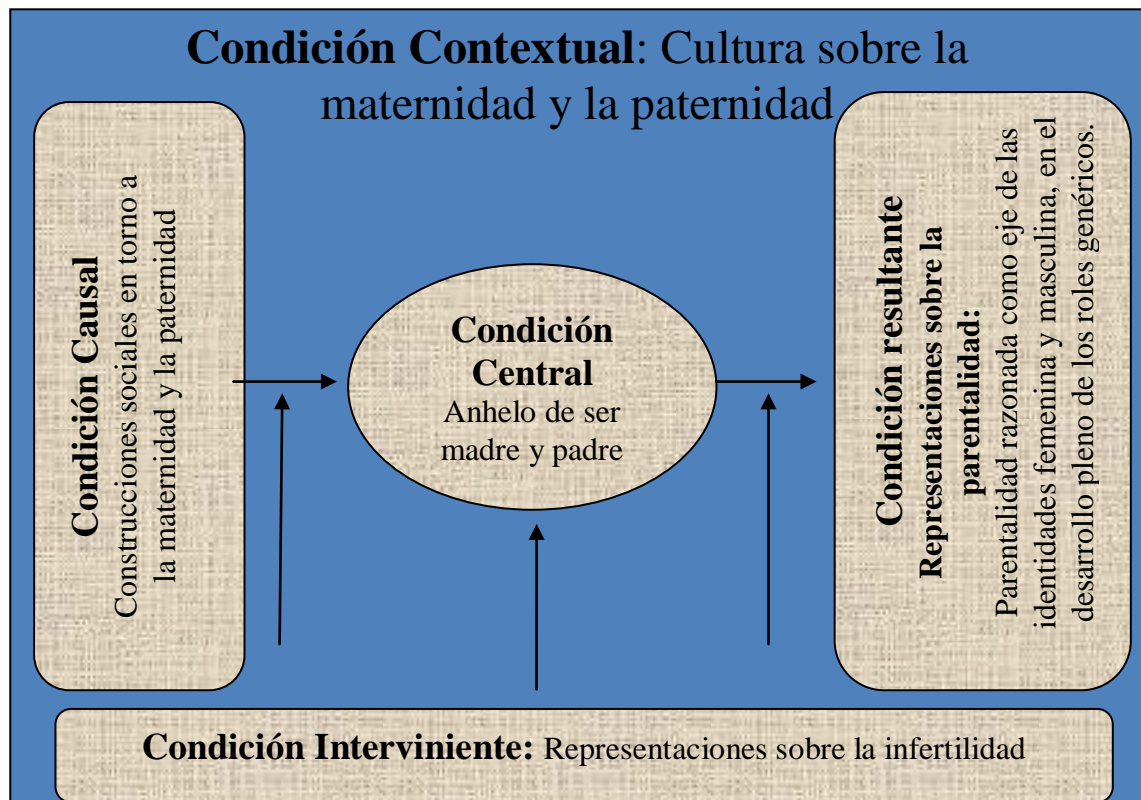 Condición Contextual: Cultura sobre la
maternidad y la paternidad
Condición Causal
Construcciones sociales en torno a
la maternidad y la paternidad
Condición
Central
Anhelo de ser
madre y padre
Condición resultante
Representaciones sobre la
parentalidad:
Parentalidad razonada como eje de las
identidades femenina y masculina, en el
desarrollo pleno de los roles genéricos.
Condición Interviniente: Representaciones sobre la infertilidad